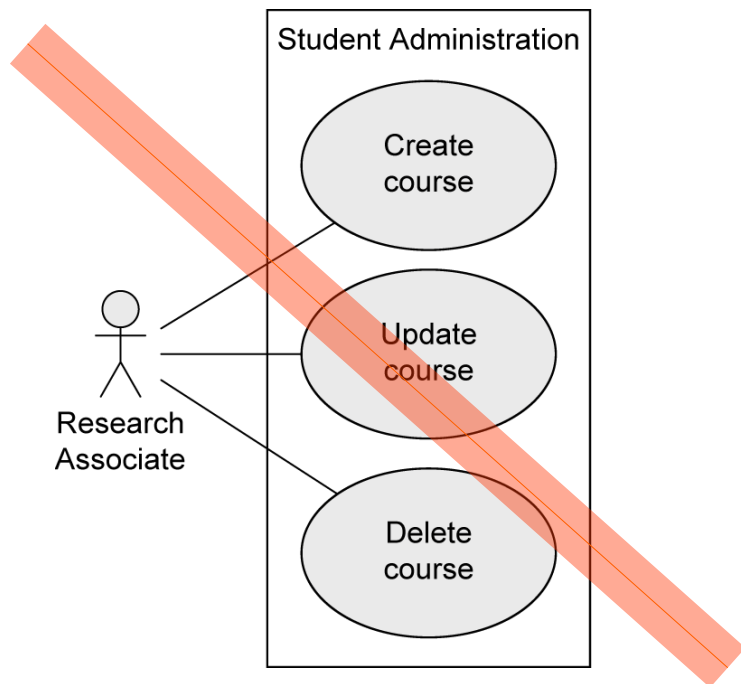 Student Administration
Create
course
Update
course
Research
Associate
Delete
course